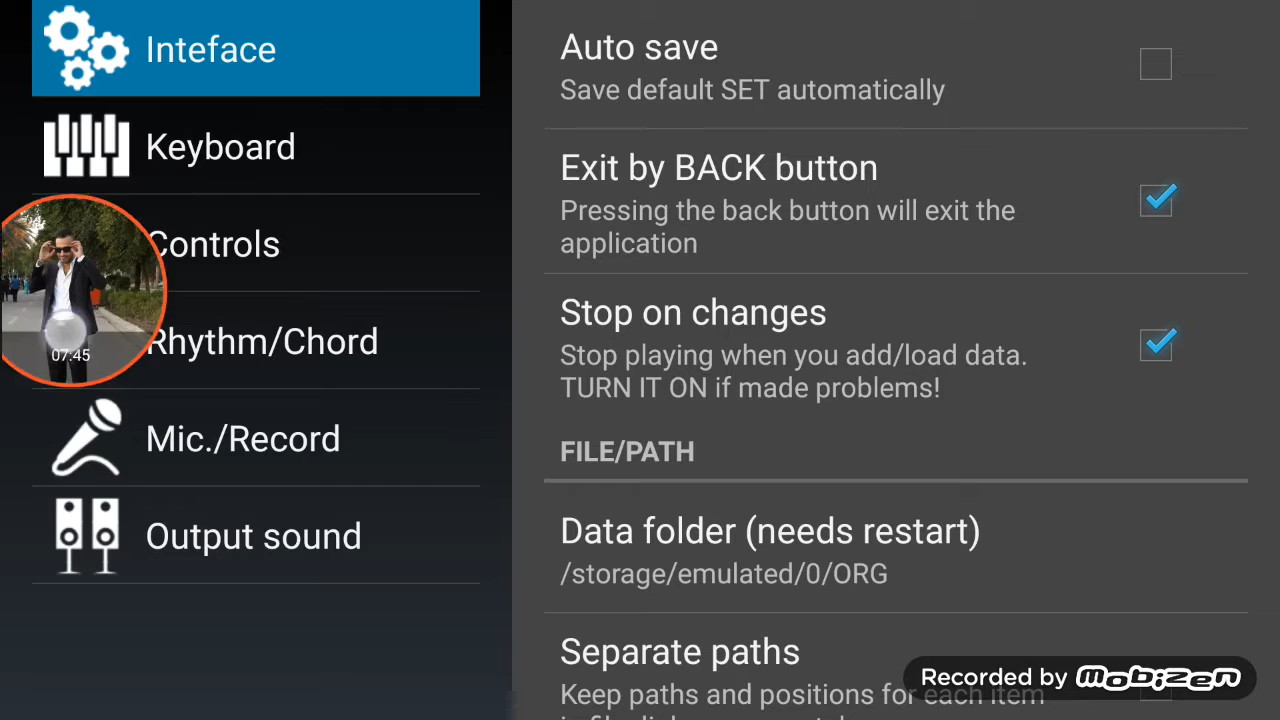 Inteface
Keyboard
Controls
Rhythm/Chord
Mic./Record
Output sound
07:45
Auto save
Save default SET automatically
Exit by BACK button
Pressing the back button will exit the
application
Stop on changes
Stop playing when you add/load data.
TURN IT ON if made problems!
FILE/PATH
Data folder (needs restart)
/storage/emulated/0/ORG
Separate paths
Keep paths and positions for each item
Recorded by mobizen